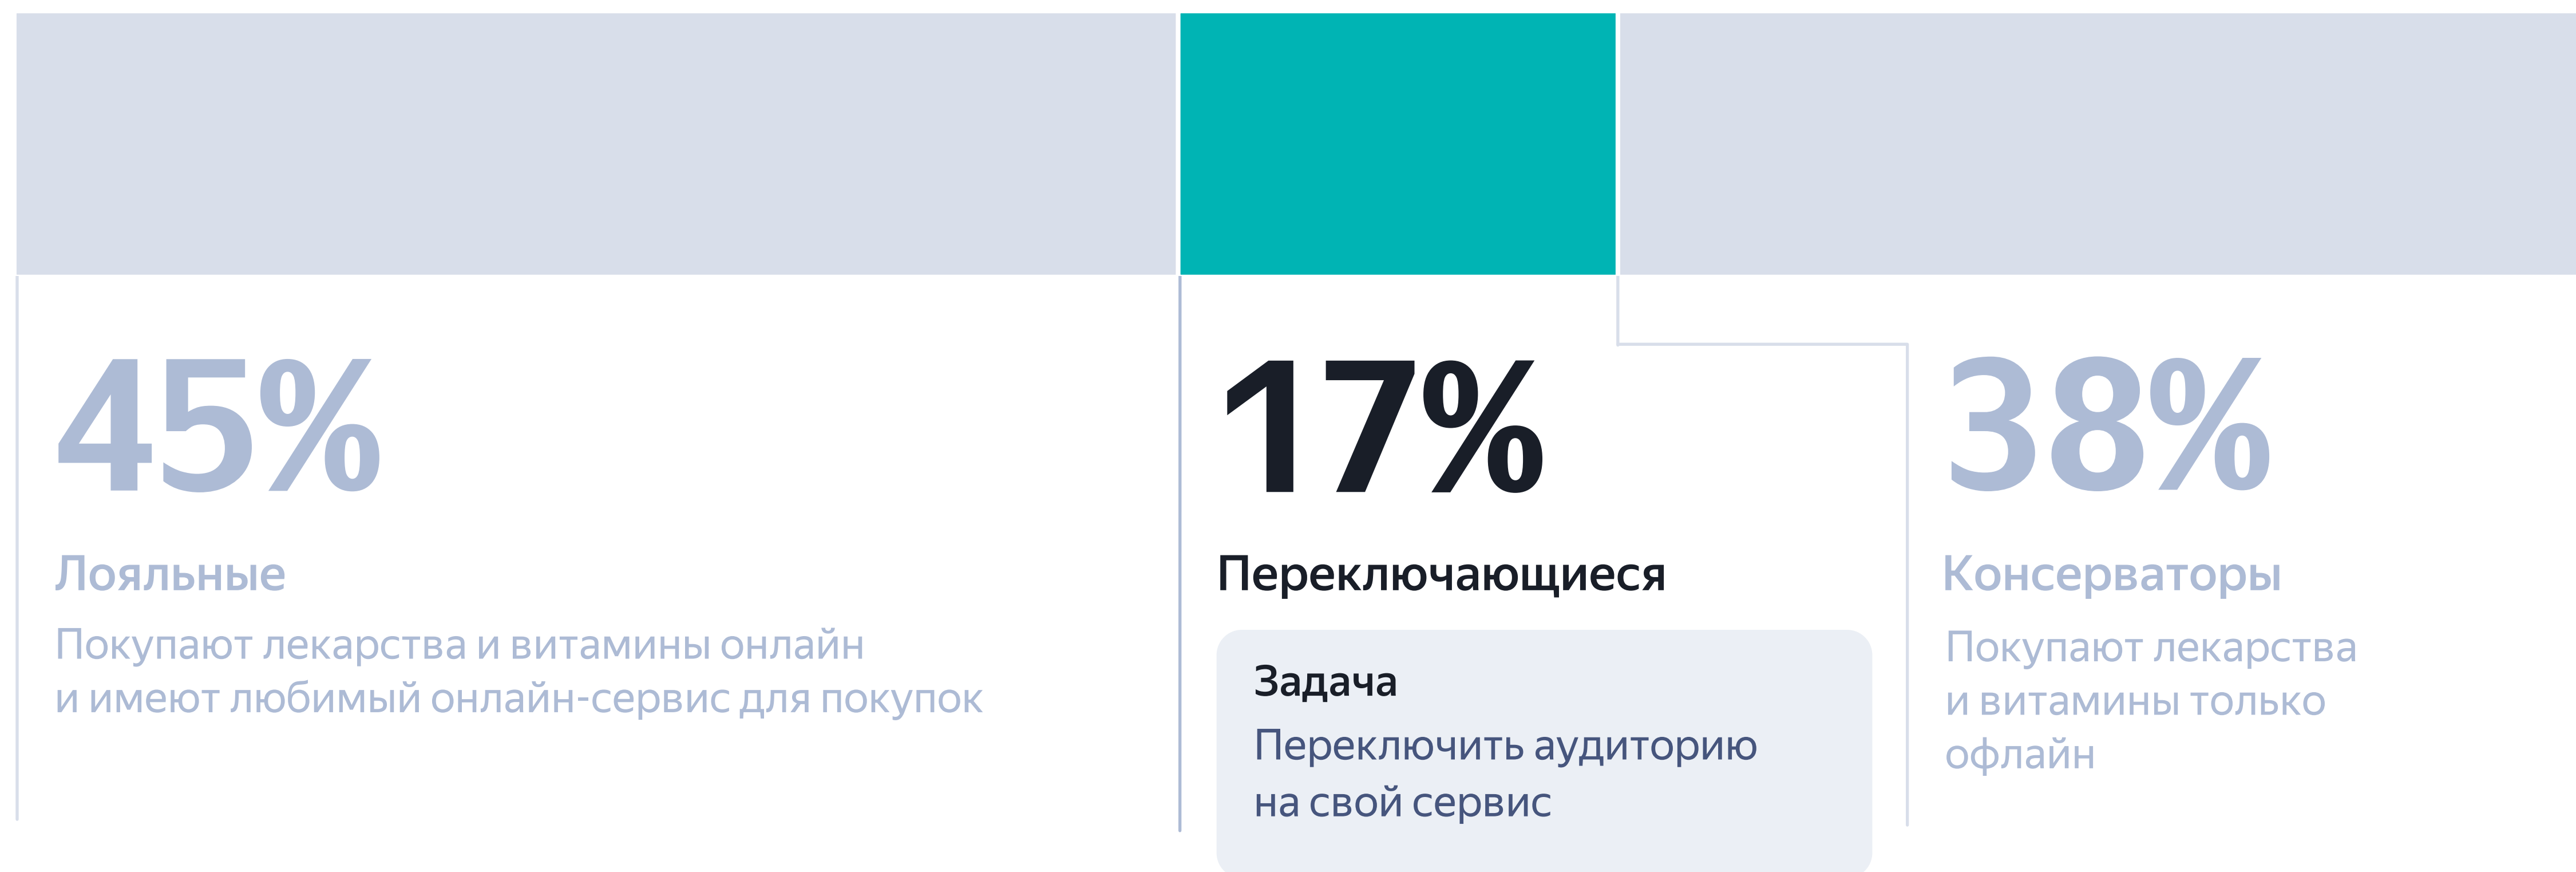 45%
Лояльные
Покупают лекарства и витамины онлайн
и имеют любимый онлайн-сервис для покупок
17%
Переключающиеся
Задача
Переключить аудиторию
на свой сервис
38%
Консерваторы
Покупают лекарства
и витамины только
офлайн